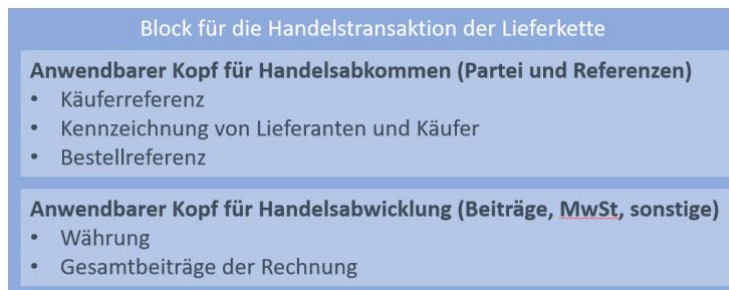 Block für die Handelstransaktion der Lieferkette
Anwendbarer Kopf für Handelsabkommen (Partei und Referenzen)
• Käuferreferenz
• Kennzeichnung von Lieferanten und Käufer
• Bestellreferenz
Anwendbarer Kopf für Handelsabwicklung (Beiträge, MwSt, sonstige)
• Währung
• Gesamtbeiträge der Rechnung